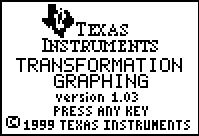 TEXAS
INSTRUMENTS
TRANSFORMATION
GRAPHING
version 1.03
PRESS ANY KEY
© 1999 TEXAS INSTRUMENTS